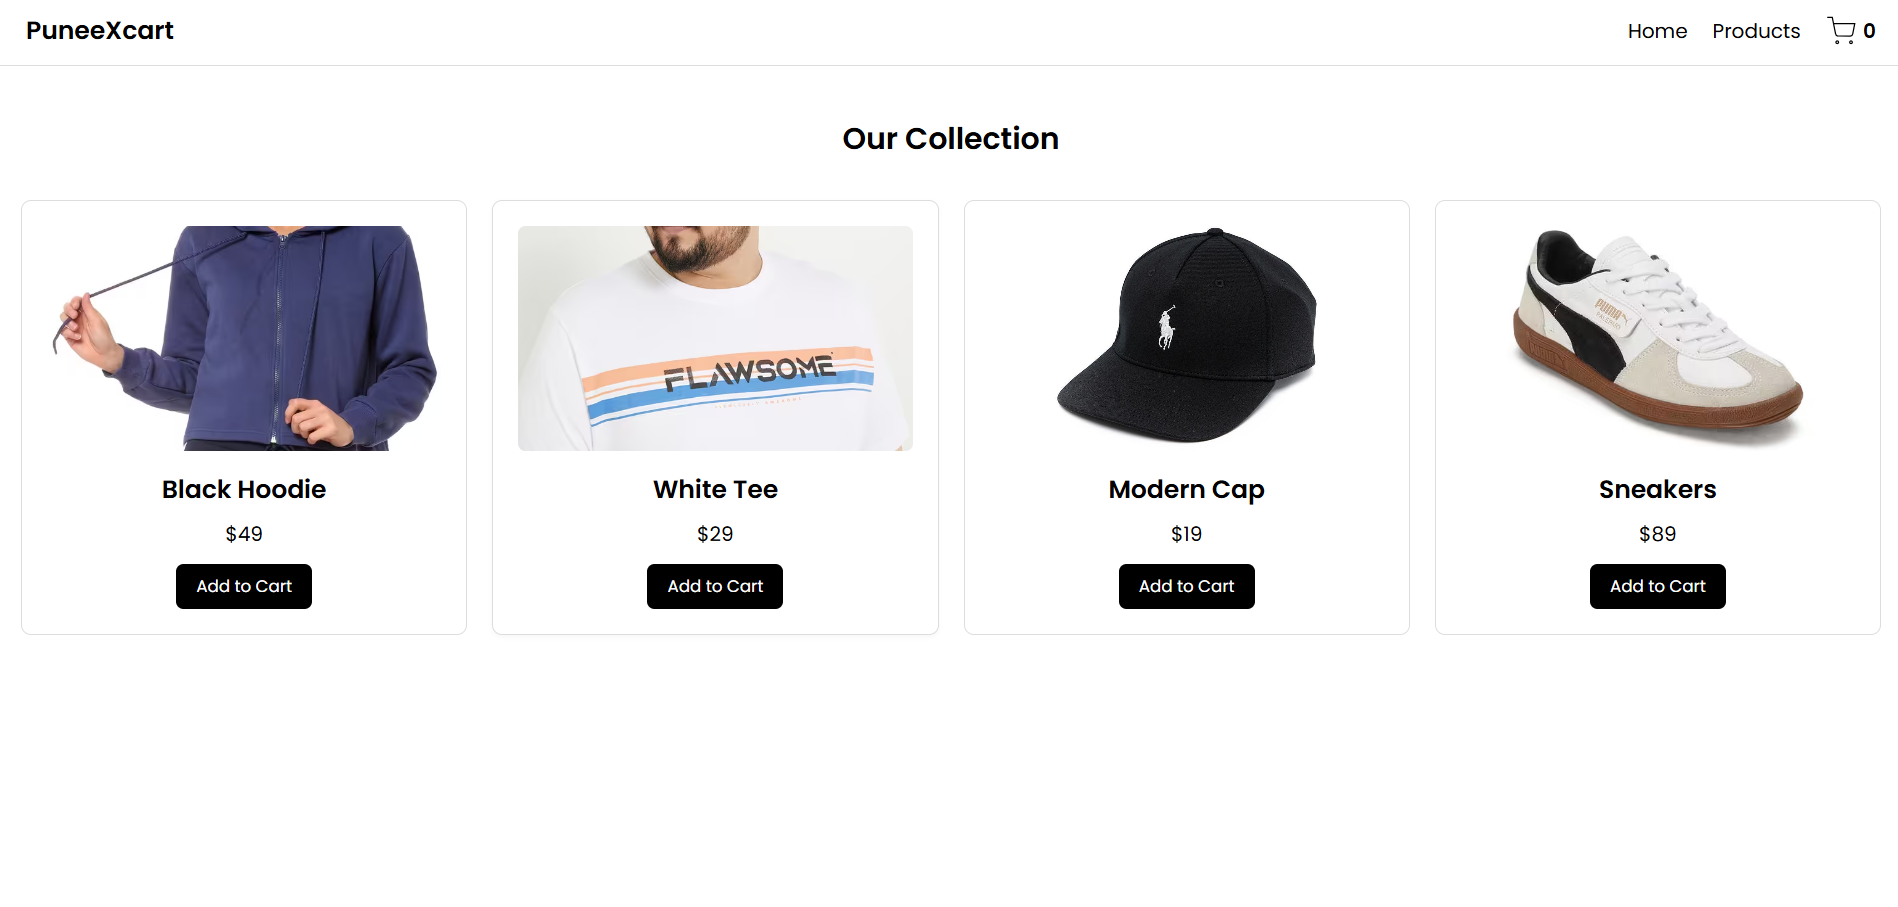 PuneeXcart
Home Products 0
Our Collection
FLAWSOME
PUMA
Black Hoodie
White Tee
Modern Cap
Sneakers
$49
$29
$19
$89
Add to Cart
Add to Cart
Add to Cart
Add to Cart